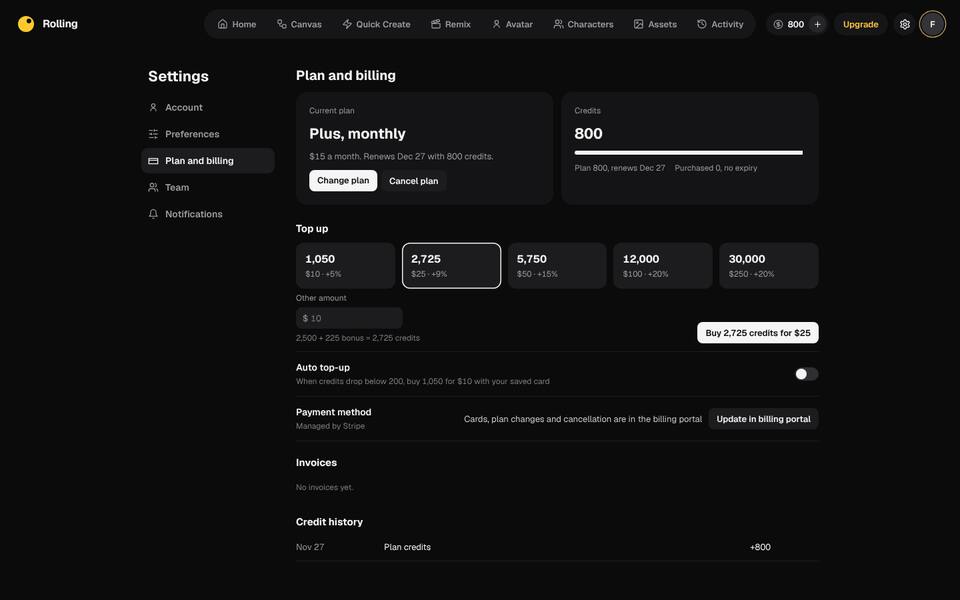 Rolling
Home
Canvas
Quick Create
Remix
Avatar
Characters
Assets
Activity
800
Upgrade
F
Settings
Account
Preferences
Plan and billing
Team
Notifications
Plan and billing
Current plan
Plus, monthly
$15 a month. Renews Dec 27 with 800 credits.
Change plan
Cancel plan
Credits
800
Plan 800, renews Dec 27
Purchased 0, no expiry
Top up
1,050
$10 · +5%
2,725
$25 · +9%
5,750
$50 · +15%
12,000
$100 · +20%
30,000
$250 · +20%
Other amount
$ 10
2,500 + 225 bonus = 2,725 credits
Buy 2,725 credits for $25
Auto top-up
When credits drop below 200, buy 1,050 for $10 with your saved card
Payment method
Managed by Stripe
Cards, plan changes and cancellation are in the billing portal
Update in billing portal
Invoices
No invoices yet.
Credit history
Nov 27
Plan credits
+800